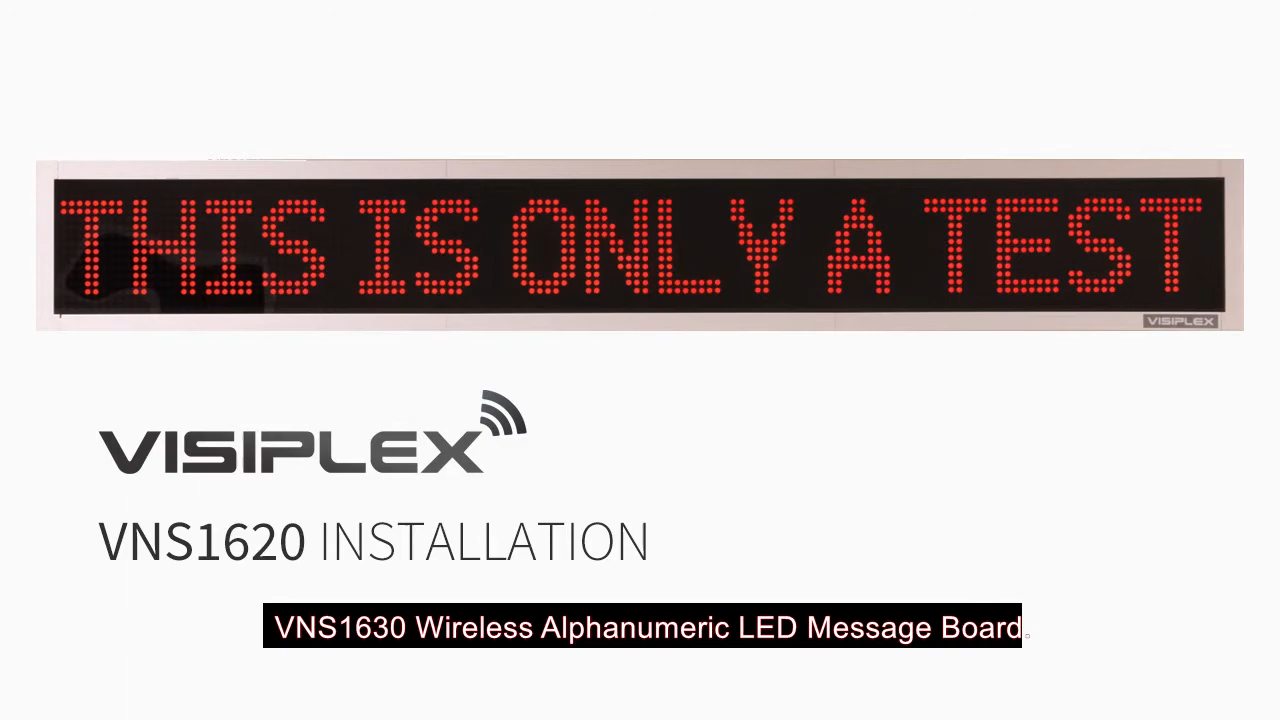 THIS IS ONLY A TEST
VISIPLEX
VISIPLEX
VNS1620 INSTALLATION
VNS1630 Wireless Alphanumeric LED Message Board.